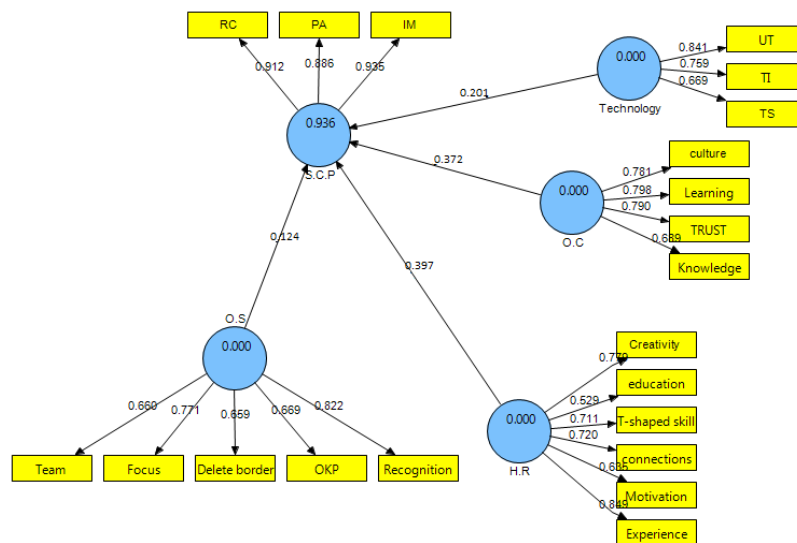 RC
PA
IM
0.912
0.886
0.935
0.936
S.C.P
0.201
0.000
Technology
0.841
0.759
0.669
UT
TI
TS
0.372
0.000
O.C
0.781
0.798
0.790
culture
Learning
TRUST
Knowledge
0.124
0.397
O.S
0.000
0.660
0.771
0.659
0.669
0.822
Team
Focus
Delete border
OKP
Recognition
0.000
H.R
0.779
0.529
0.711
0.720
0.849
Creativity
education
T-shaped skill
connections
Motivation
Experience